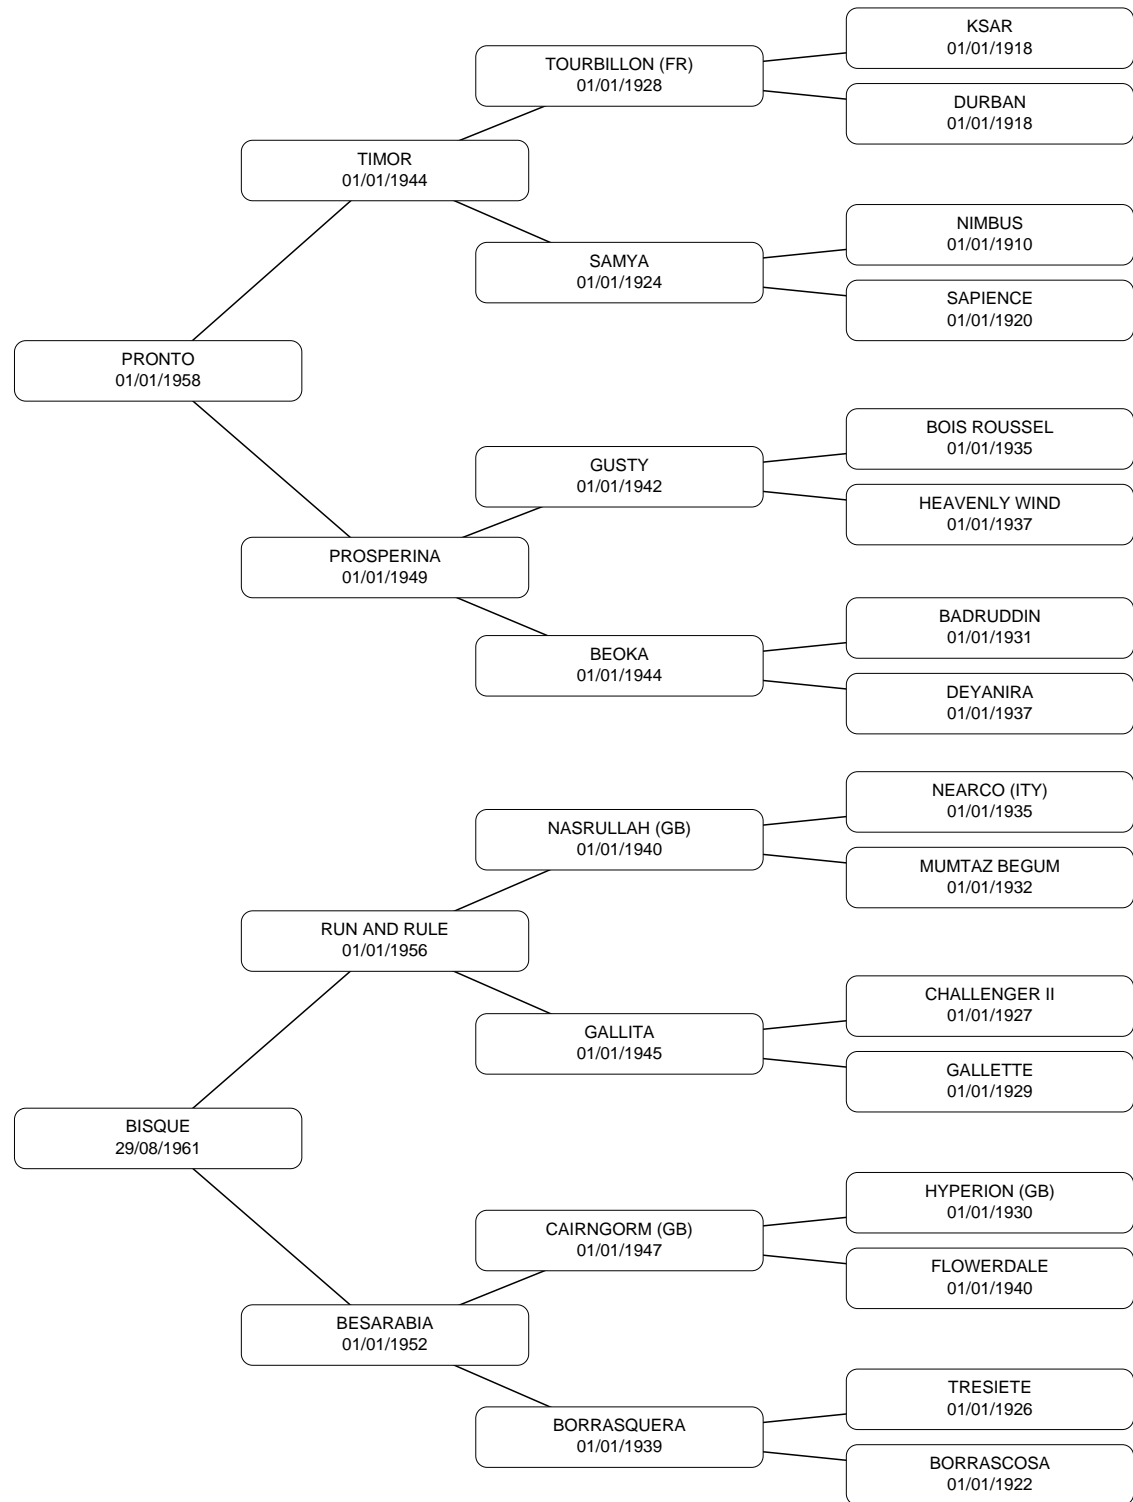 KSAR
01/01/1918
TOURBILLON (FR)
01/01/1928
DURBAN
01/01/1918
TIMOR
01/01/1944
NIMBUS
01/01/1910
SAMYA
01/01/1924
SAPIENCE
01/01/1920
PRONTO
01/01/1958
BOIS ROUSSEL
01/01/1935
GUSTY
01/01/1942
HEAVENLY WIND
01/01/1937
PROSPERINA
01/01/1949
BADRUDDIN
01/01/1931
BEOKA
01/01/1944
DEYANIRA
01/01/1937
NEARCO (ITY)
01/01/1935
NASRULLAH (GB)
01/01/1940
MUMTAZ BEGUM
01/01/1932
RUN AND RULE
01/01/1956
CHALLENGER II
01/01/1927
GALLITA
01/01/1945
GALLETTE
01/01/1929
BISQUE
29/08/1961
HYPERION (GB)
01/01/1930
CAIRNGORM (GB)
01/01/1947
FLOWERDALE
01/01/1940
BESARABIA
01/01/1952
TRESIETE
01/01/1926
BORRASQUERA
01/01/1939
BORRASCOSA
01/01/1922